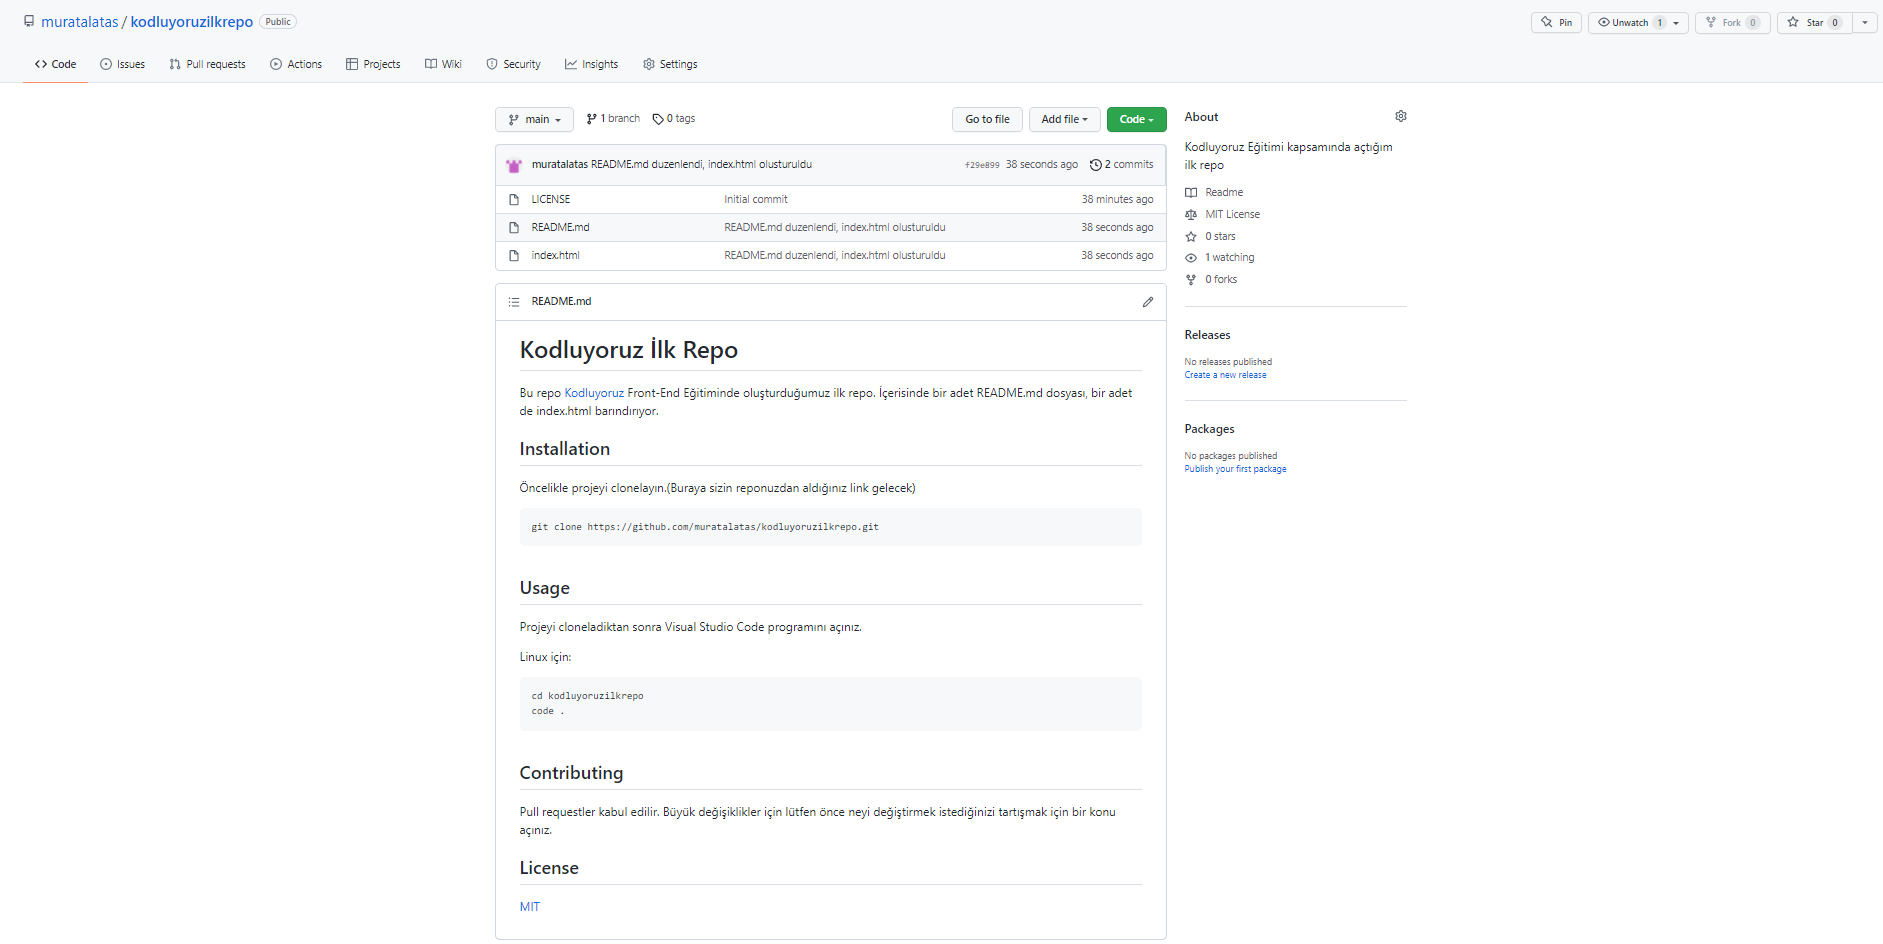 muratalatas / kodluyoruzilkrepo Public
Pin Unwatch 1 Fork 0 Star 0
Code Issues Pull requests Actions Projects Wiki Security Insights Settings
main 1 branch 0 tags Go to file Add file Code
muratalatas README.md duzenlendi, index.html olusturuldu f29e899 38 seconds ago 2 commits
LICENSE Initial commit 38 minutes ago
README.md README.md duzenlendi, index.html olusturuldu 38 seconds ago
index.html README.md duzenlendi, index.html olusturuldu 38 seconds ago
README.md
Kodluyoruz İlk Repo
Bu repo Kodluyoruz Front-End Eğitiminde oluşturduğumuz ilk repo. İçerisinde bir adet README.md dosyası, bir adet
de index.html barındırıyor.
Installation
Öncelikle projeyi clonelayın.(Buraya sizin reponuzdan aldığınız link gelecek)
git clone https://github.com/muratalatas/kodluyoruzilkrepo.git
Usage
Projeyi cloneladiktan sonra Visual Studio Code programını açınız.
Linux için:
cd kodluyoruzilkrepo
code .
Contributing
Pull requestler kabul edilir. Büyük değişiklikler için lütfen önce neyi değiştirmek istediğinizi tartışmak için bir konu
açınız.
License
MIT
About
Kodluyoruz Eğitimi kapsamında açtığım
ilk repo
Readme
MIT License
0 stars
1 watching
0 forks
Releases
No releases published
Create a new release
Packages
No packages published
Publish your first package